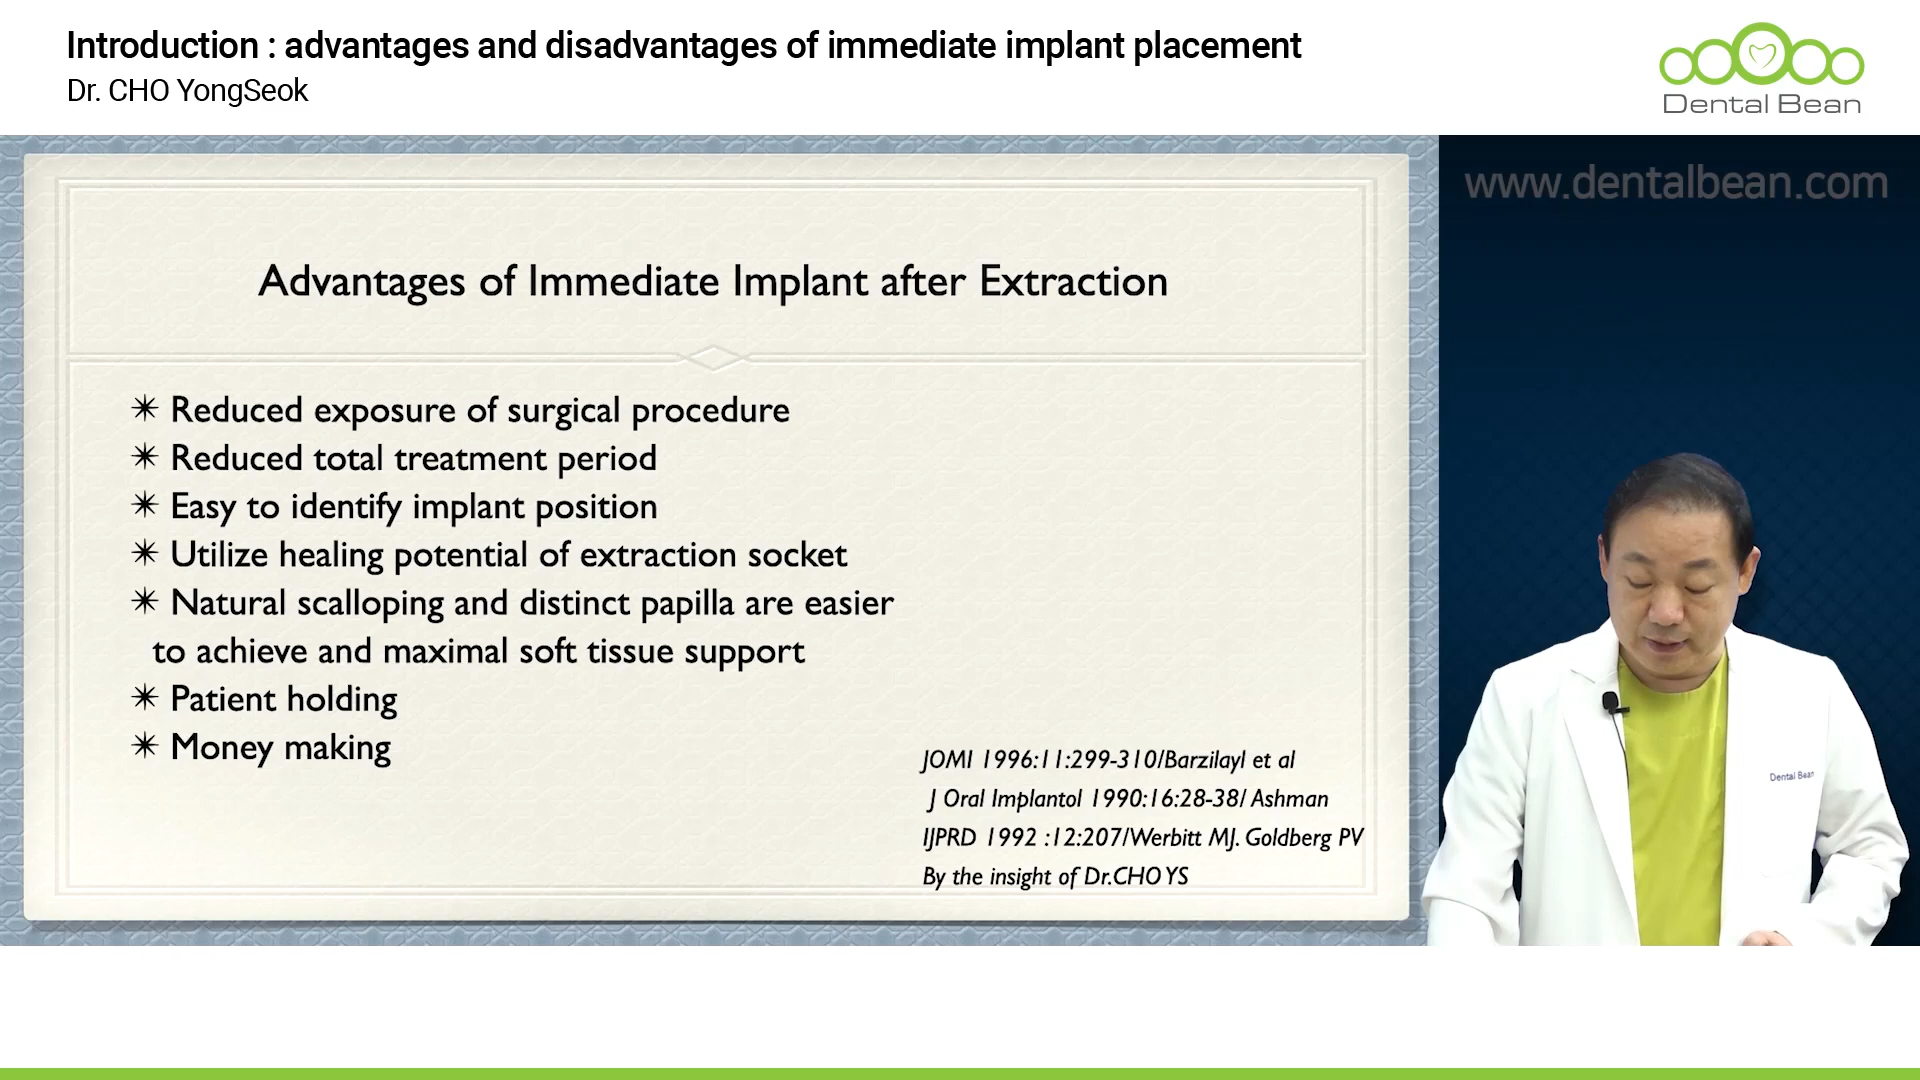 Introduction : advantages and disadvantages of immediate implant placement
Dr. CHO YongSeok
Dental Bean
www.dentalbean.com
Advantages of Immediate Implant after Extraction
✴ Reduced exposure of surgical procedure
✴ Reduced total treatment period
✴ Easy to identify implant position
✴ Utilize healing potential of extraction socket
✴ Natural scalloping and distinct papilla are easier
to achieve and maximal soft tissue support
✴ Patient holding
✴ Money making
JOMI 1996:11:299-310/Barzilayl et al
J Oral Implantol 1990:16:28-38/ Ashman
IJPRD 1992 :12:207/Werbitt MJ. Goldberg PV
By the insight of Dr.CHO YS
Dental Bean